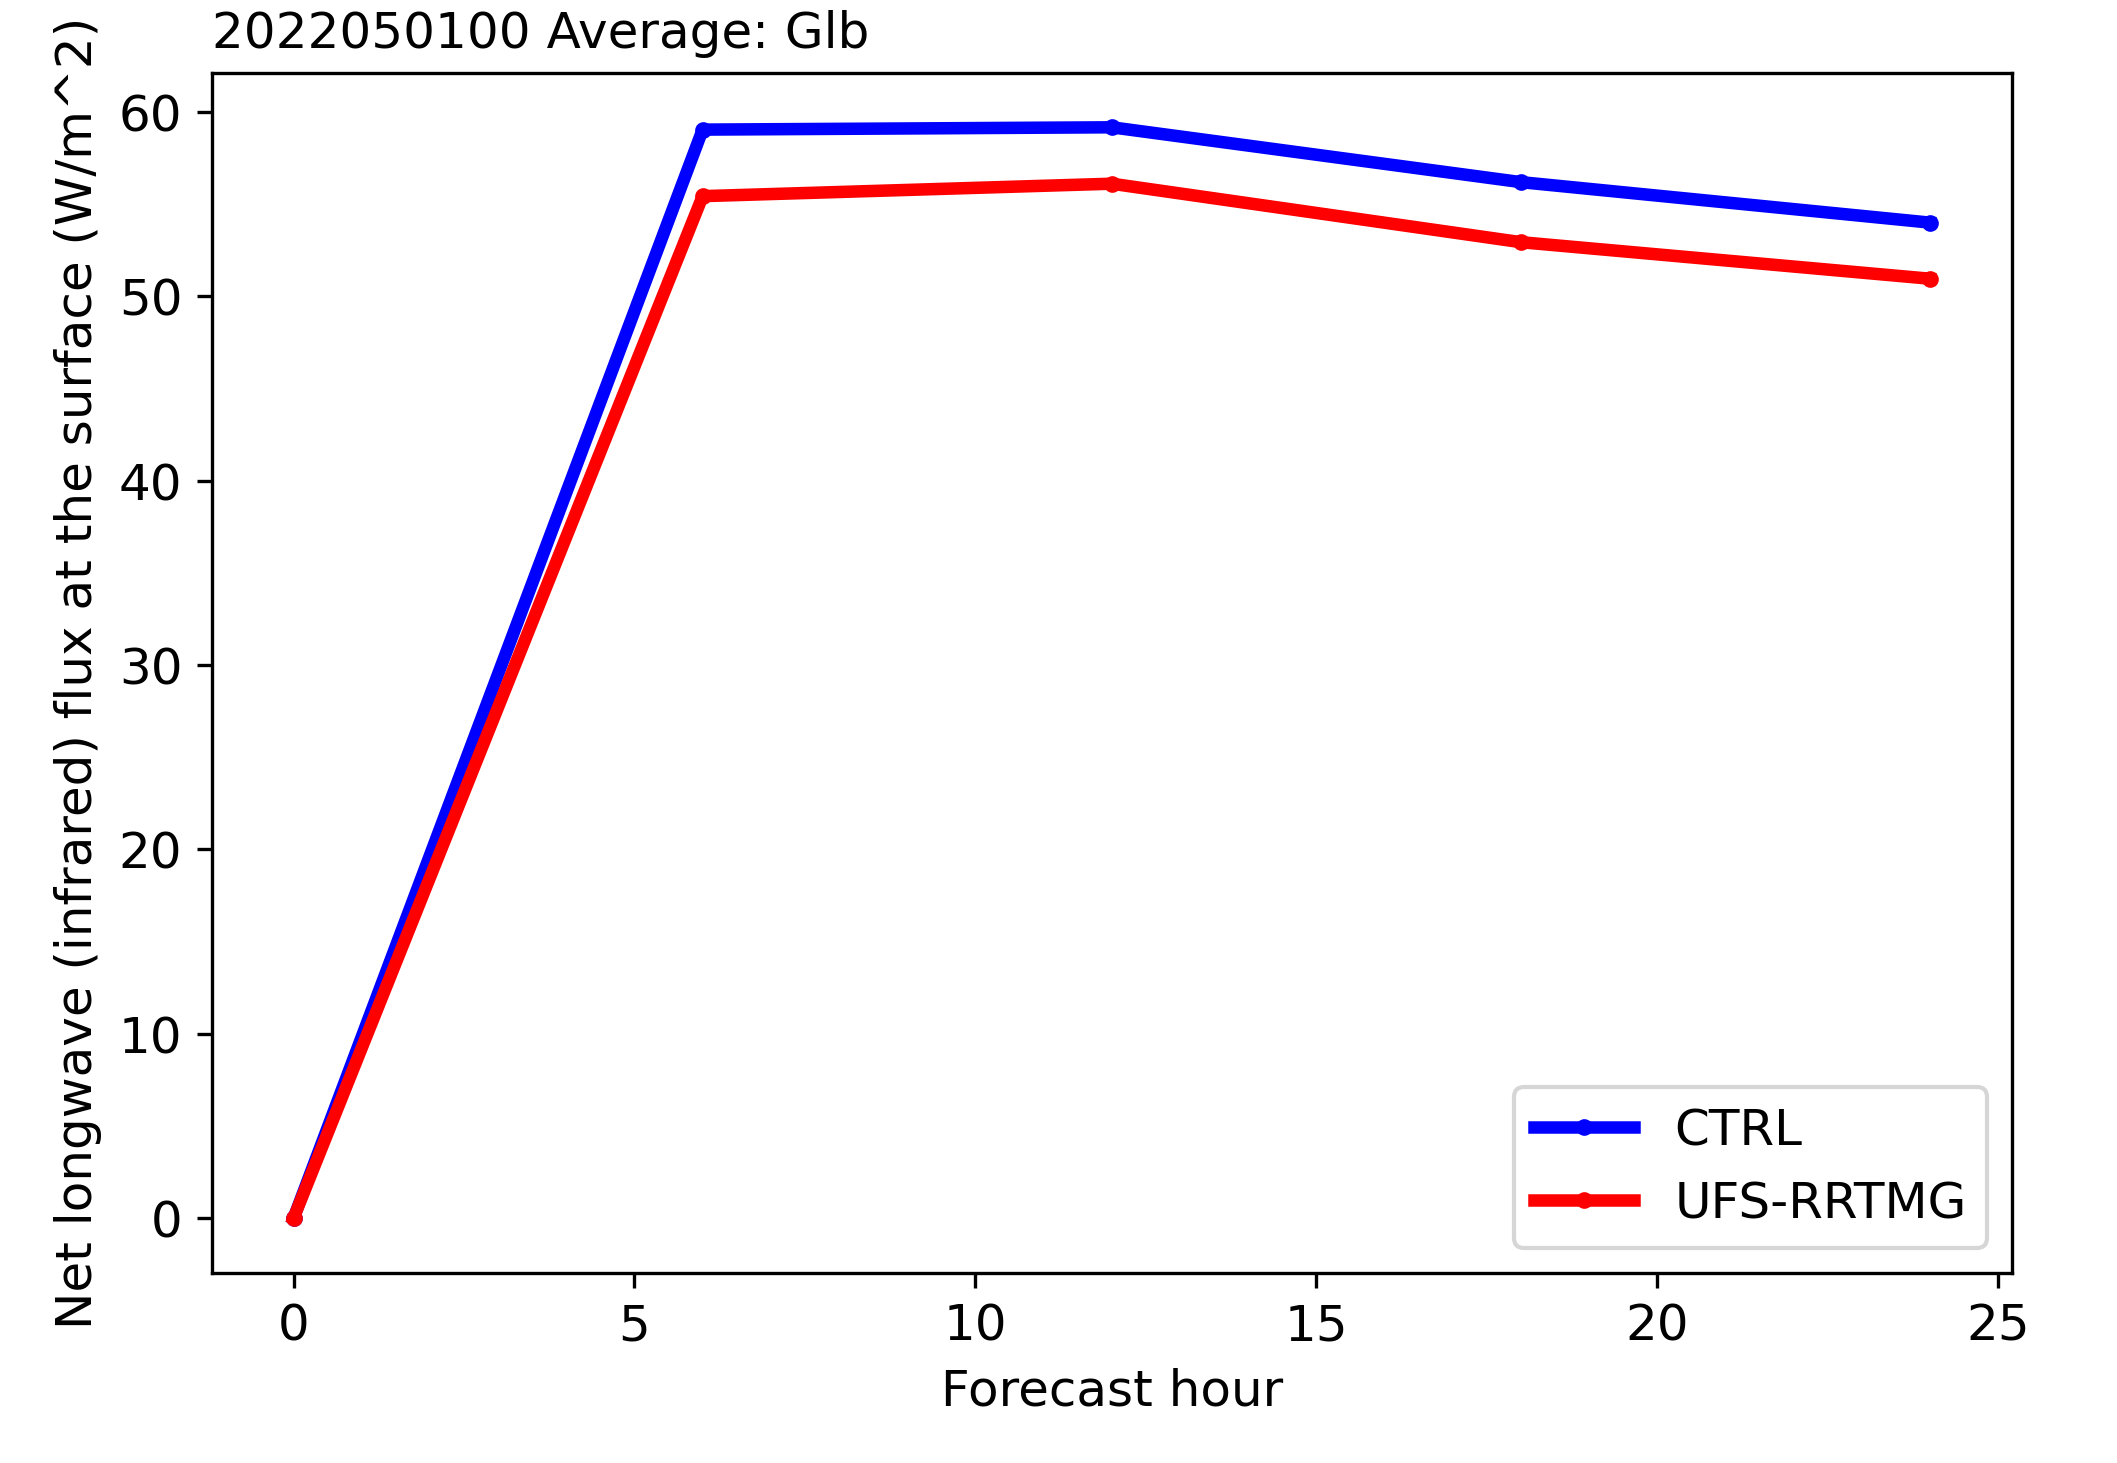 2022050100 Average: Glb
Net longwave (infrared) flux at the surface (W/m^2)
60
50
40
30
20
10
0
0 5 10 15 20 25
Forecast hour
CTRL
UFS-RRTMG